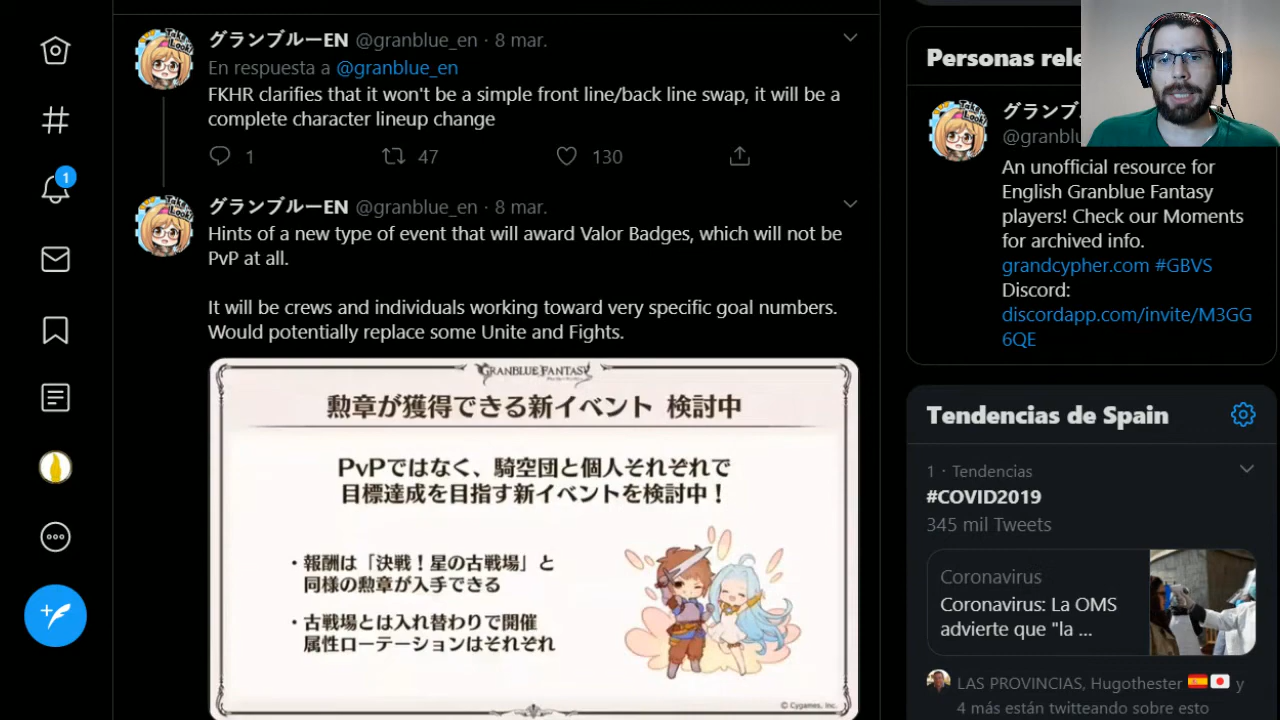 グランブルーEN @granblue_en · 8 mar.
En respuesta a @granblue_en
FKHR clarifies that it won't be a simple front line/back line swap, it will be a
complete character lineup change
1 47 130
グランブルーEN @granblue_en · 8 mar.
Hints of a new type of event that will award Valor Badges, which will not be
PvP at all.
It will be crews and individuals working toward very specific goal numbers.
Would potentially replace some Unite and Fights.
GRANBLUE FANTASY
勲章が獲得できる新イベント 検討中
PvPではなく、騎空団と個人それぞれで
目標達成を目指す新イベントを検討中！
・報酬は「決戦！星の古戦場」と
同様の勲章が入手できる
・古戦場とは入れ替わりで開催
属性ローテーションはそれぞれ
© Cygames, Inc.
1
Personas rele
グランブ
@granblu
An unofficial resource for
English Granblue Fantasy
players! Check our Moments
for archived info.
grandcypher.com #GBVS
Discord:
discordapp.com/invite/M3GG
6QE
Tendencias de Spain
1 · Tendencias
#COVID2019
345 mil Tweets
Coronavirus
Coronavirus: La OMS
advierte que "la ...
LAS PROVINCIAS, Hugothester 🇪🇸🇯🇵 y
4 más están twitteando sobre esto